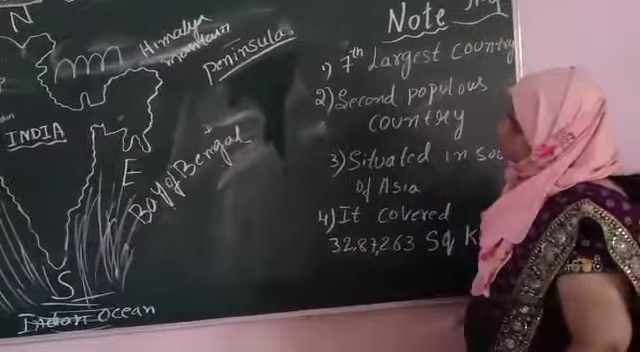 N
Himalya
mountain
Peninsula.
INDIA
E
Bay of Bengal
S
Indan Ocean
Note
1) 7th Largest country
2) Second populous
country
3) Situated in
of Asia
4) It covered
32,87,263 Sq K